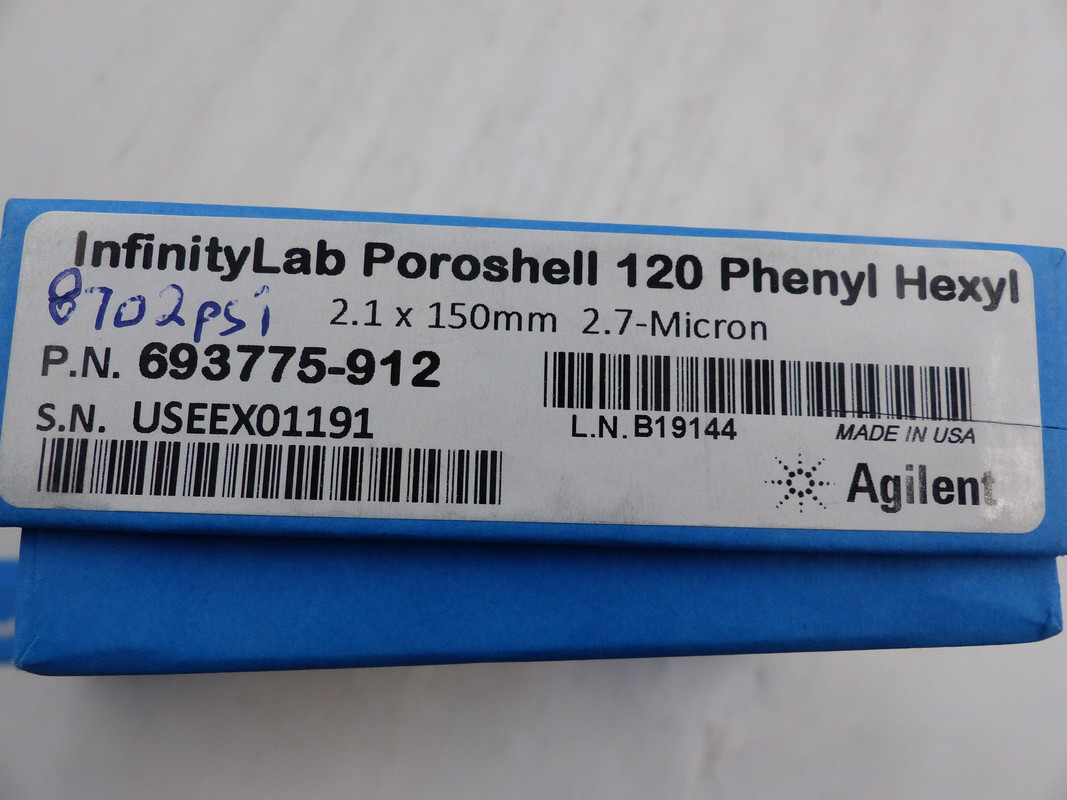 InfinityLab Poroshell 120 Phenyl Hexyl
8702psi
2.1 x 150mm 2.7-Micron
P.N. 693775-912
S.N. USEEX01191
L.N. B19144
MADE IN USA
Agilent